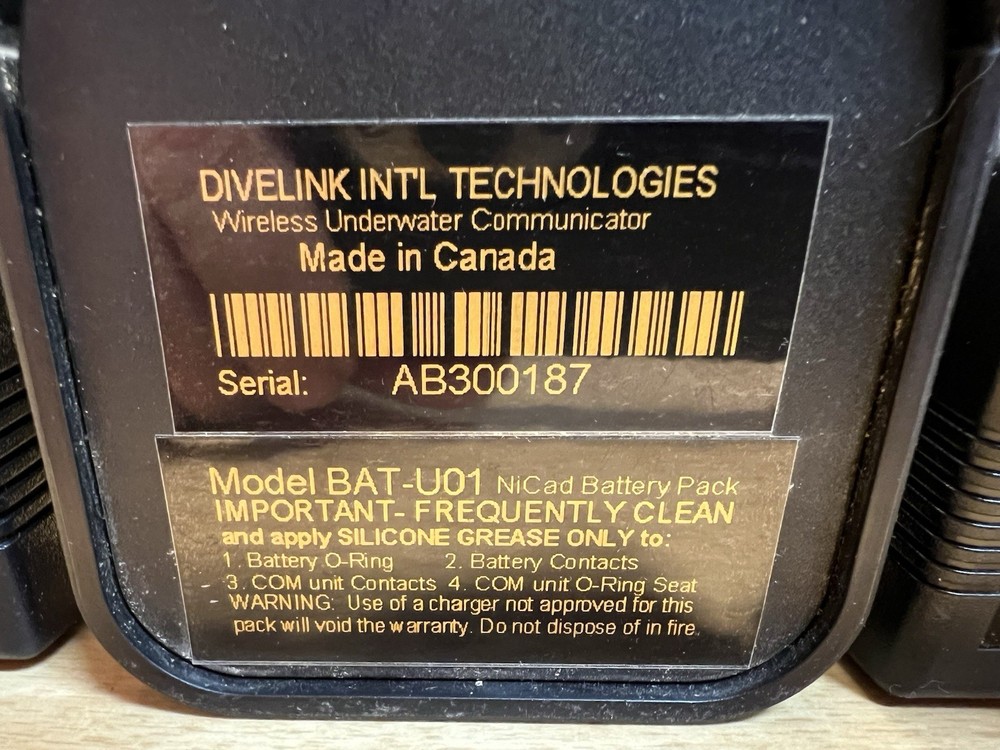 DIVELINK INT'L TECHNOLOGIES
Wireless Underwater Communicator
Made in Canada
Serial: AB300187
Model BAT-U01 NiCad Battery Pack
IMPORTANT- FREQUENTLY CLEAN
and apply SILICONE GREASE ONLY to:
1. Battery O-Ring 2. Battery Contacts
3. COM unit Contacts 4. COM unit O-Ring Seat
WARNING: Use of a charger not approved for this
pack will void the warranty. Do not dispose of in fire.